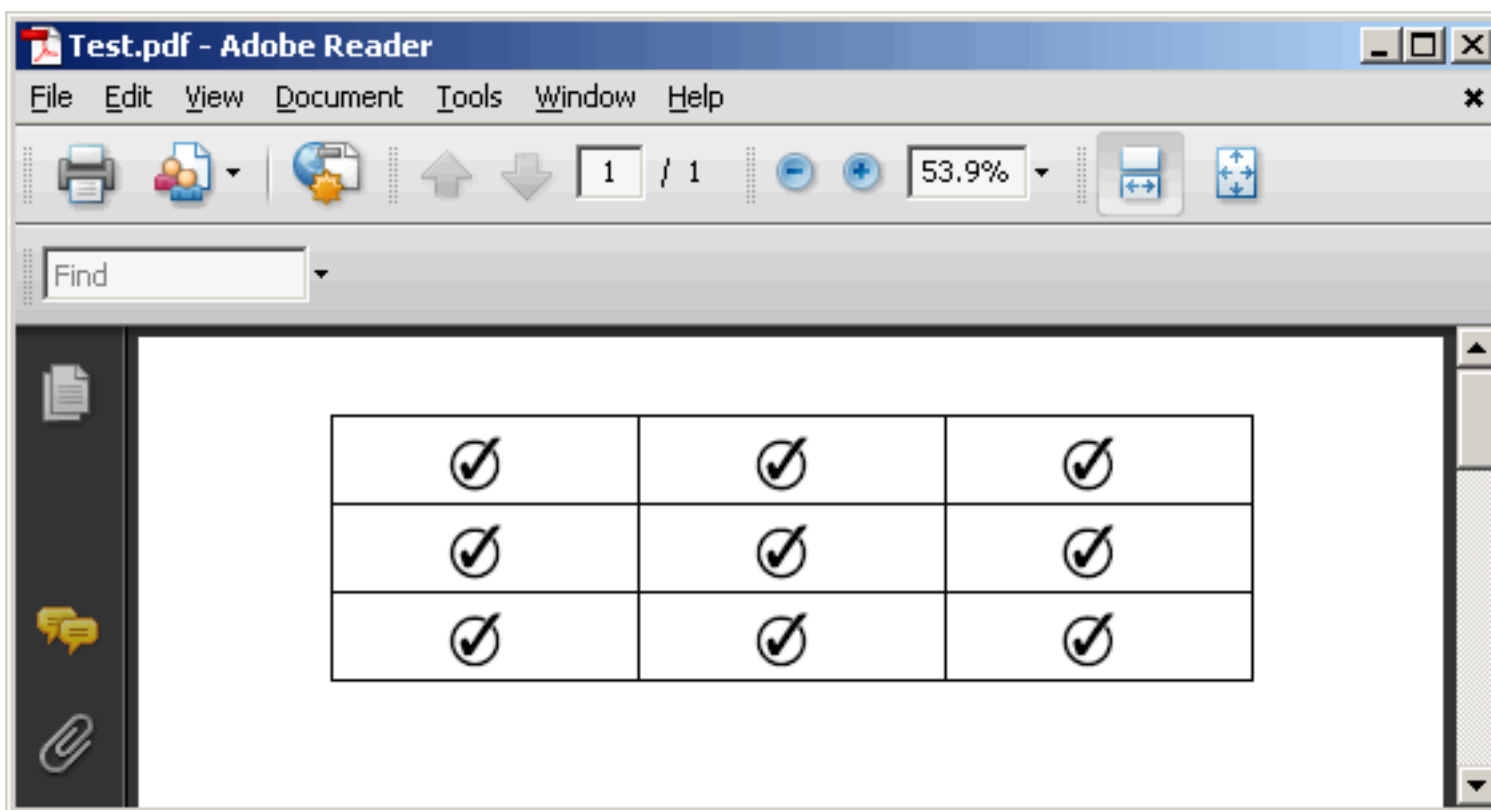 Test.pdf - Adobe Reader
File Edit View Document Tools Window Help
1 / 1 53.9%
Find